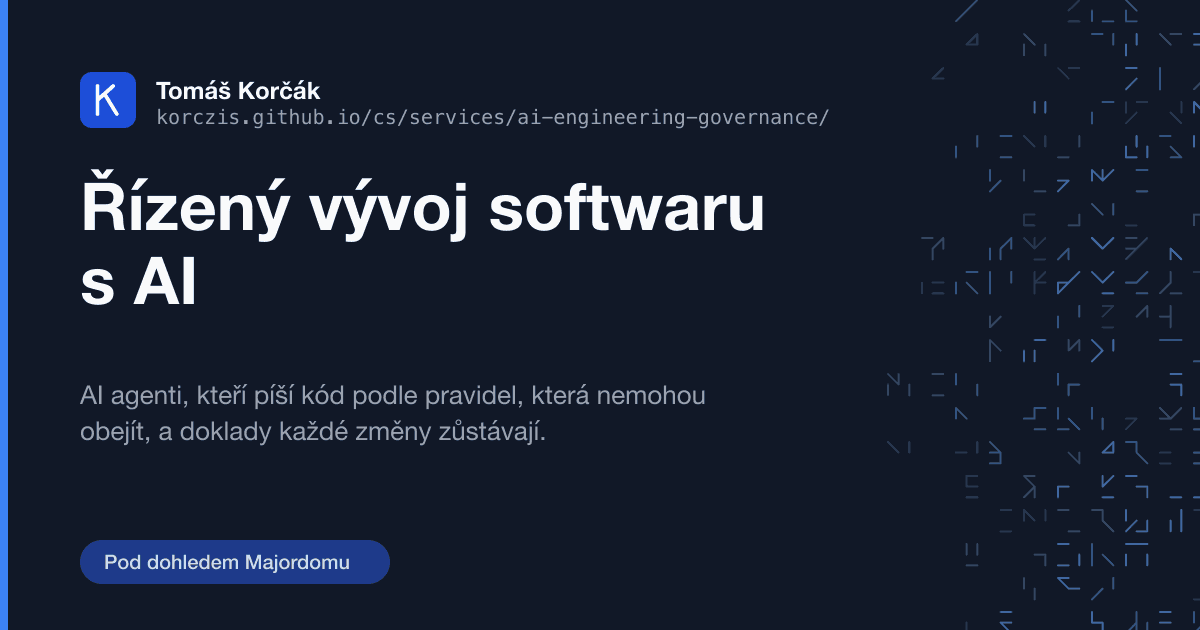 K
Tomáš Korčák
korczis.github.io/cs/services/ai-engineering-governance/
Řízený vývoj softwaru
s AI
AI agenti, kteří píší kód podle pravidel, která nemohou
obejít, a doklady každé změny zůstávají.
Pod dohledem Majordomu